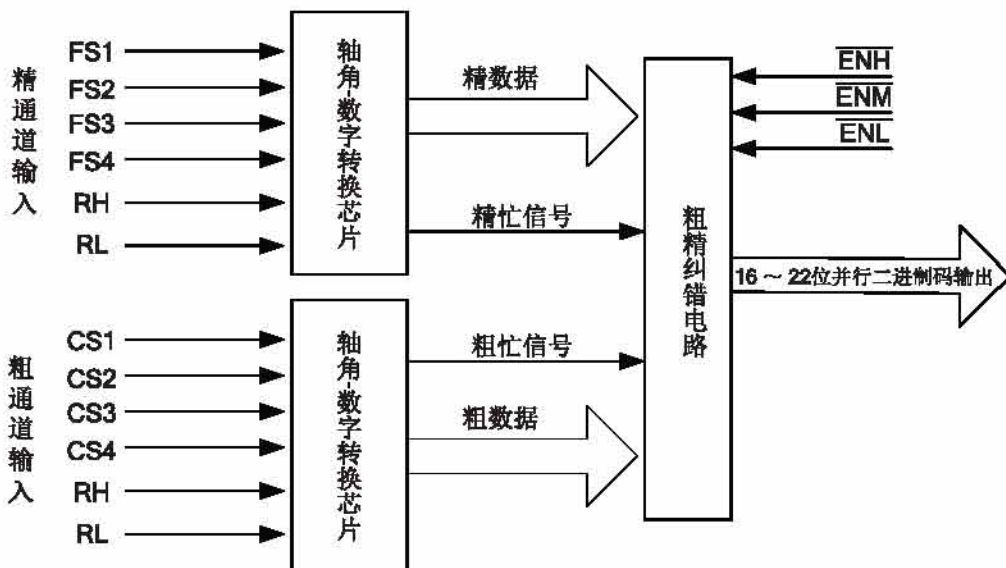 精通道输入
FS1
FS2
FS3
FS4
RH
RL
轴角-数字转换芯片
精数据
精忙信号
粗通道输入
CS1
CS2
CS3
CS4
RH
RL
轴角-数字转换芯片
粗忙信号
粗数据
粗精纠错电路
ENH
ENM
ENL
16 ~ 22位并行二进制码输出